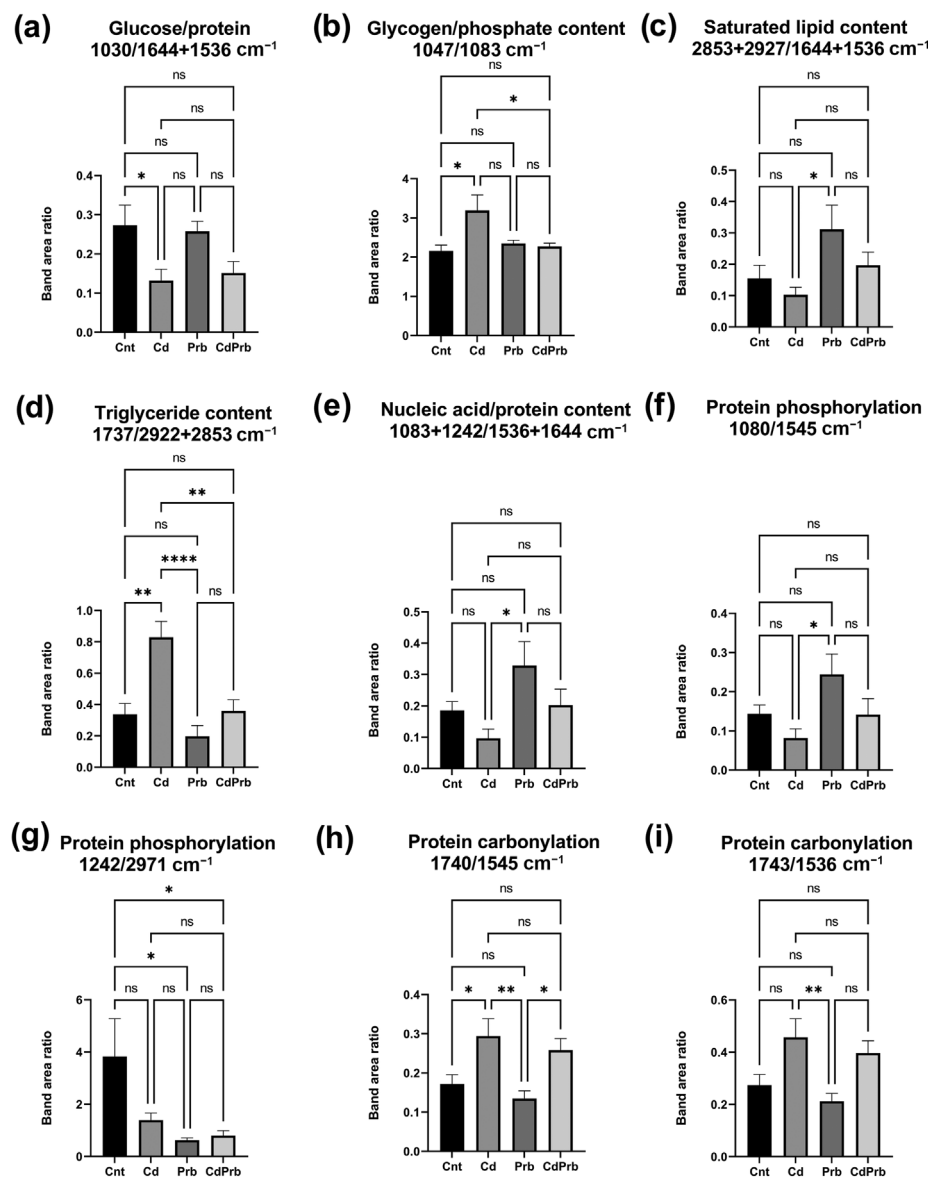 (a)
Glucose/protein
1030/1644+1536 cm⁻¹
ns
ns
ns
* ns ns
Band area ratio
0.4
0.3
0.2
0.1
0.0
Cnt Cd Prb CdPrb
(b)
Glycogen/phosphate content
1047/1083 cm⁻¹
ns
*
ns
* ns ns
Band area ratio
4
3
2
1
0
Cnt Cd Prb CdPrb
(c)
Saturated lipid content
2853+2927/1644+1536 cm⁻¹
ns
ns
ns
ns * ns
Band area ratio
0.5
0.4
0.3
0.2
0.1
0.0
Cnt Cd Prb CdPrb
(d)
Triglyceride content
1737/2922+2853 cm⁻¹
ns
**
ns
****
** ns
Band area ratio
1.0
0.8
0.6
0.4
0.2
0.0
Cnt Cd Prb CdPrb
(e)
Nucleic acid/protein content
1083+1242/1536+1644 cm⁻¹
ns
ns
ns
ns * ns
Band area ratio
0.5
0.4
0.3
0.2
0.1
0.0
Cnt Cd Prb CdPrb
(f)
Protein phosphorylation
1080/1545 cm⁻¹
ns
ns
ns
ns * ns
Band area ratio
0.4
0.3
0.2
0.1
0.0
Cnt Cd Prb CdPrb
(g)
Protein phosphorylation
1242/2971 cm⁻¹
*
ns
*
ns ns ns
Band area ratio
6
4
2
0
Cnt Cd Prb CdPrb
(h)
Protein carbonylation
1740/1545 cm⁻¹
ns
ns
ns
* ** *
Band area ratio
0.4
0.3
0.2
0.1
0.0
Cnt Cd Prb CdPrb
(i)
Protein carbonylation
1743/1536 cm⁻¹
ns
ns
ns
ns ** ns
Band area ratio
0.6
0.4
0.2
0.0
Cnt Cd Prb CdPrb